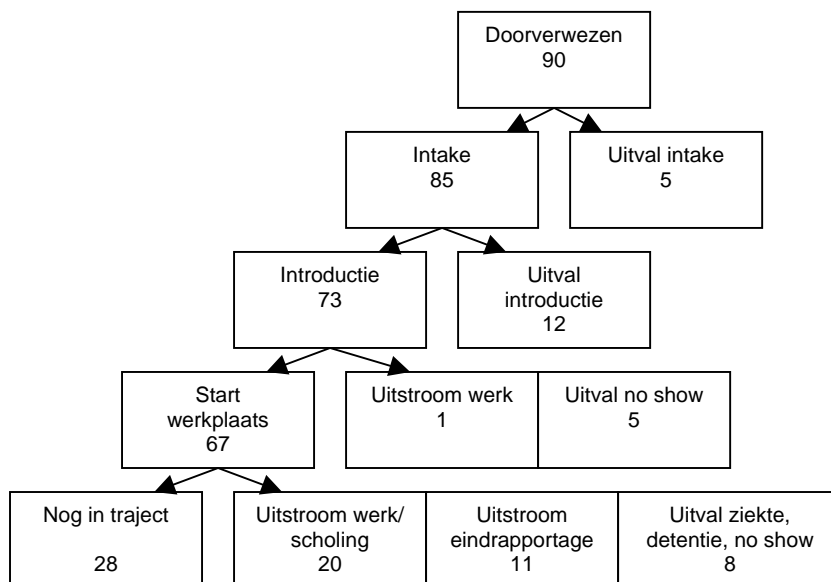 Doorverwezen
90
Intake
85
Uitval intake
5
Introductie
73
Uitval
introductie
12
Start
werkplaats
67
Uitstroom werk
1
Uitval no show
5
Nog in traject
28
Uitstroom werk/
scholing
20
Uitstroom
eindrapportage
11
Uitval ziekte,
detentie, no show
8